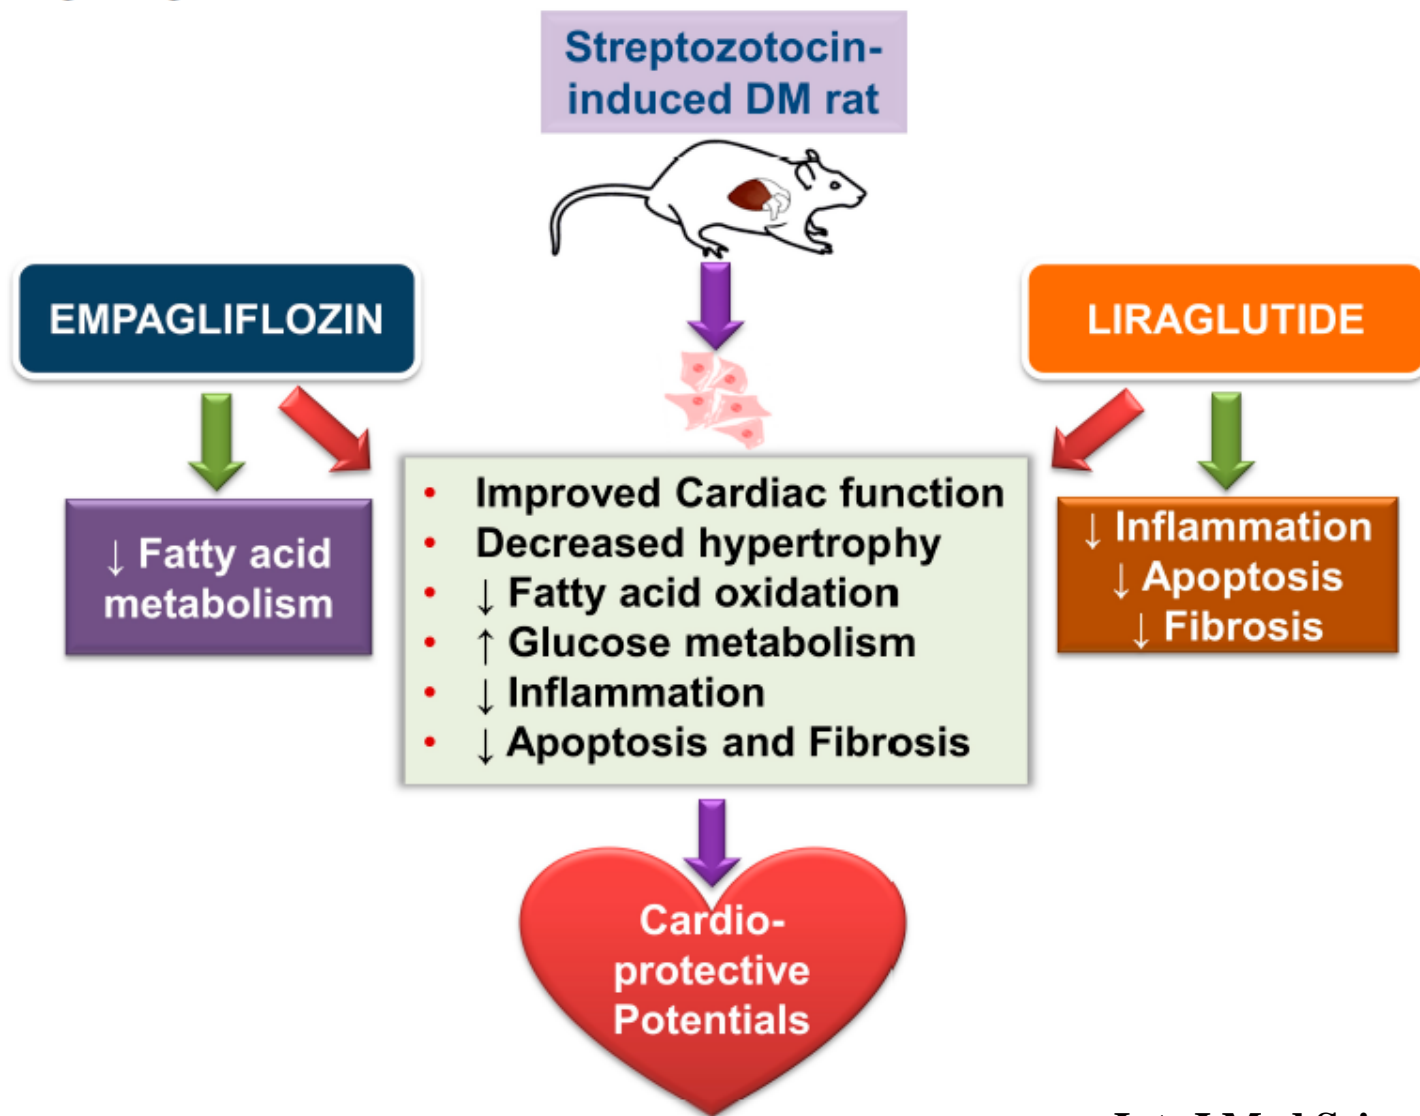 Streptozotocin-
induced DM rat
EMPAGLIFLOZIN
LIRAGLUTIDE
↓ Fatty acid
metabolism
• Improved Cardiac function
• Decreased hypertrophy
• ↓ Fatty acid oxidation
• ↑ Glucose metabolism
• ↓ Inflammation
• ↓ Apoptosis and Fibrosis
↓ Inflammation
↓ Apoptosis
↓ Fibrosis
Cardio-
protective
Potentials